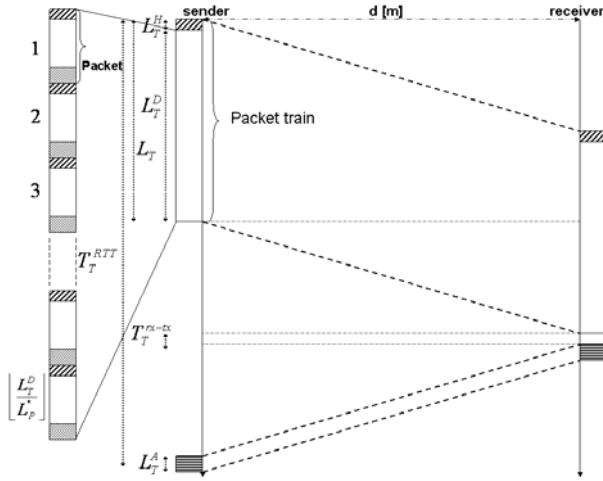 sender
d [m]
receiver
1
Packet
2
3
L_T^H
L_T^D
L_T
Packet train
T_T^{RTT}
T_T^{rx-tx}
⌊L_T^D / L_p^*⌋
L_T^A